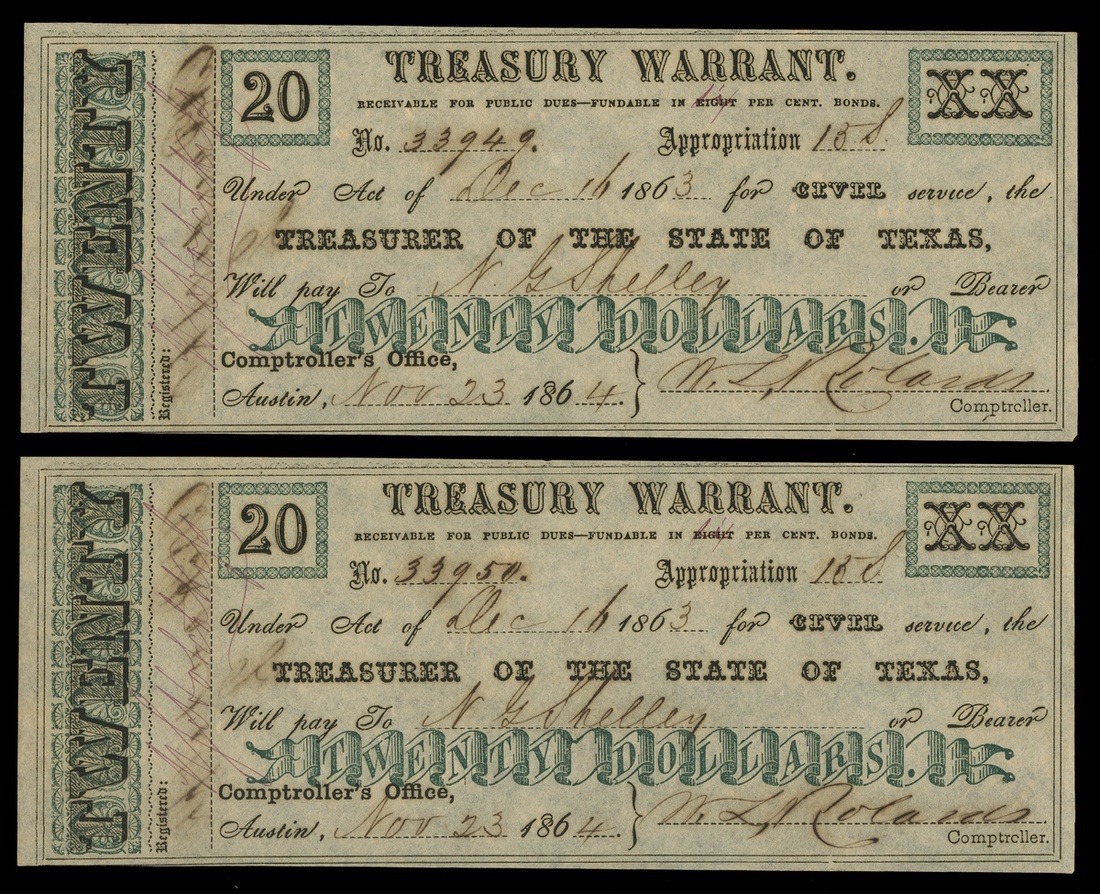 TWENTY
Registered:
20
TREASURY WARRANT.
XX
RECEIVABLE FOR PUBLIC DUES—FUNDABLE IN EIGHT PER CENT. BONDS.
No. 33949. Appropriation 158
Under Act of Dec 16 1863 for CIVIL service, the
TREASURER OF THE STATE OF TEXAS,
Will pay To N. G Shelley or Bearer
TWENTY DOLLARS.
Comptroller's Office,
Austin, Nov 23 1864.
Comptroller.
TWENTY
Registered:
20
TREASURY WARRANT.
XX
RECEIVABLE FOR PUBLIC DUES—FUNDABLE IN EIGHT PER CENT. BONDS.
No. 33950. Appropriation 158
Under Act of Dec 16 1863 for CIVIL service, the
TREASURER OF THE STATE OF TEXAS,
Will pay To N G Shelley or Bearer
TWENTY DOLLARS.
Comptroller's Office,
Austin, Nov 23 1864.
Comptroller.